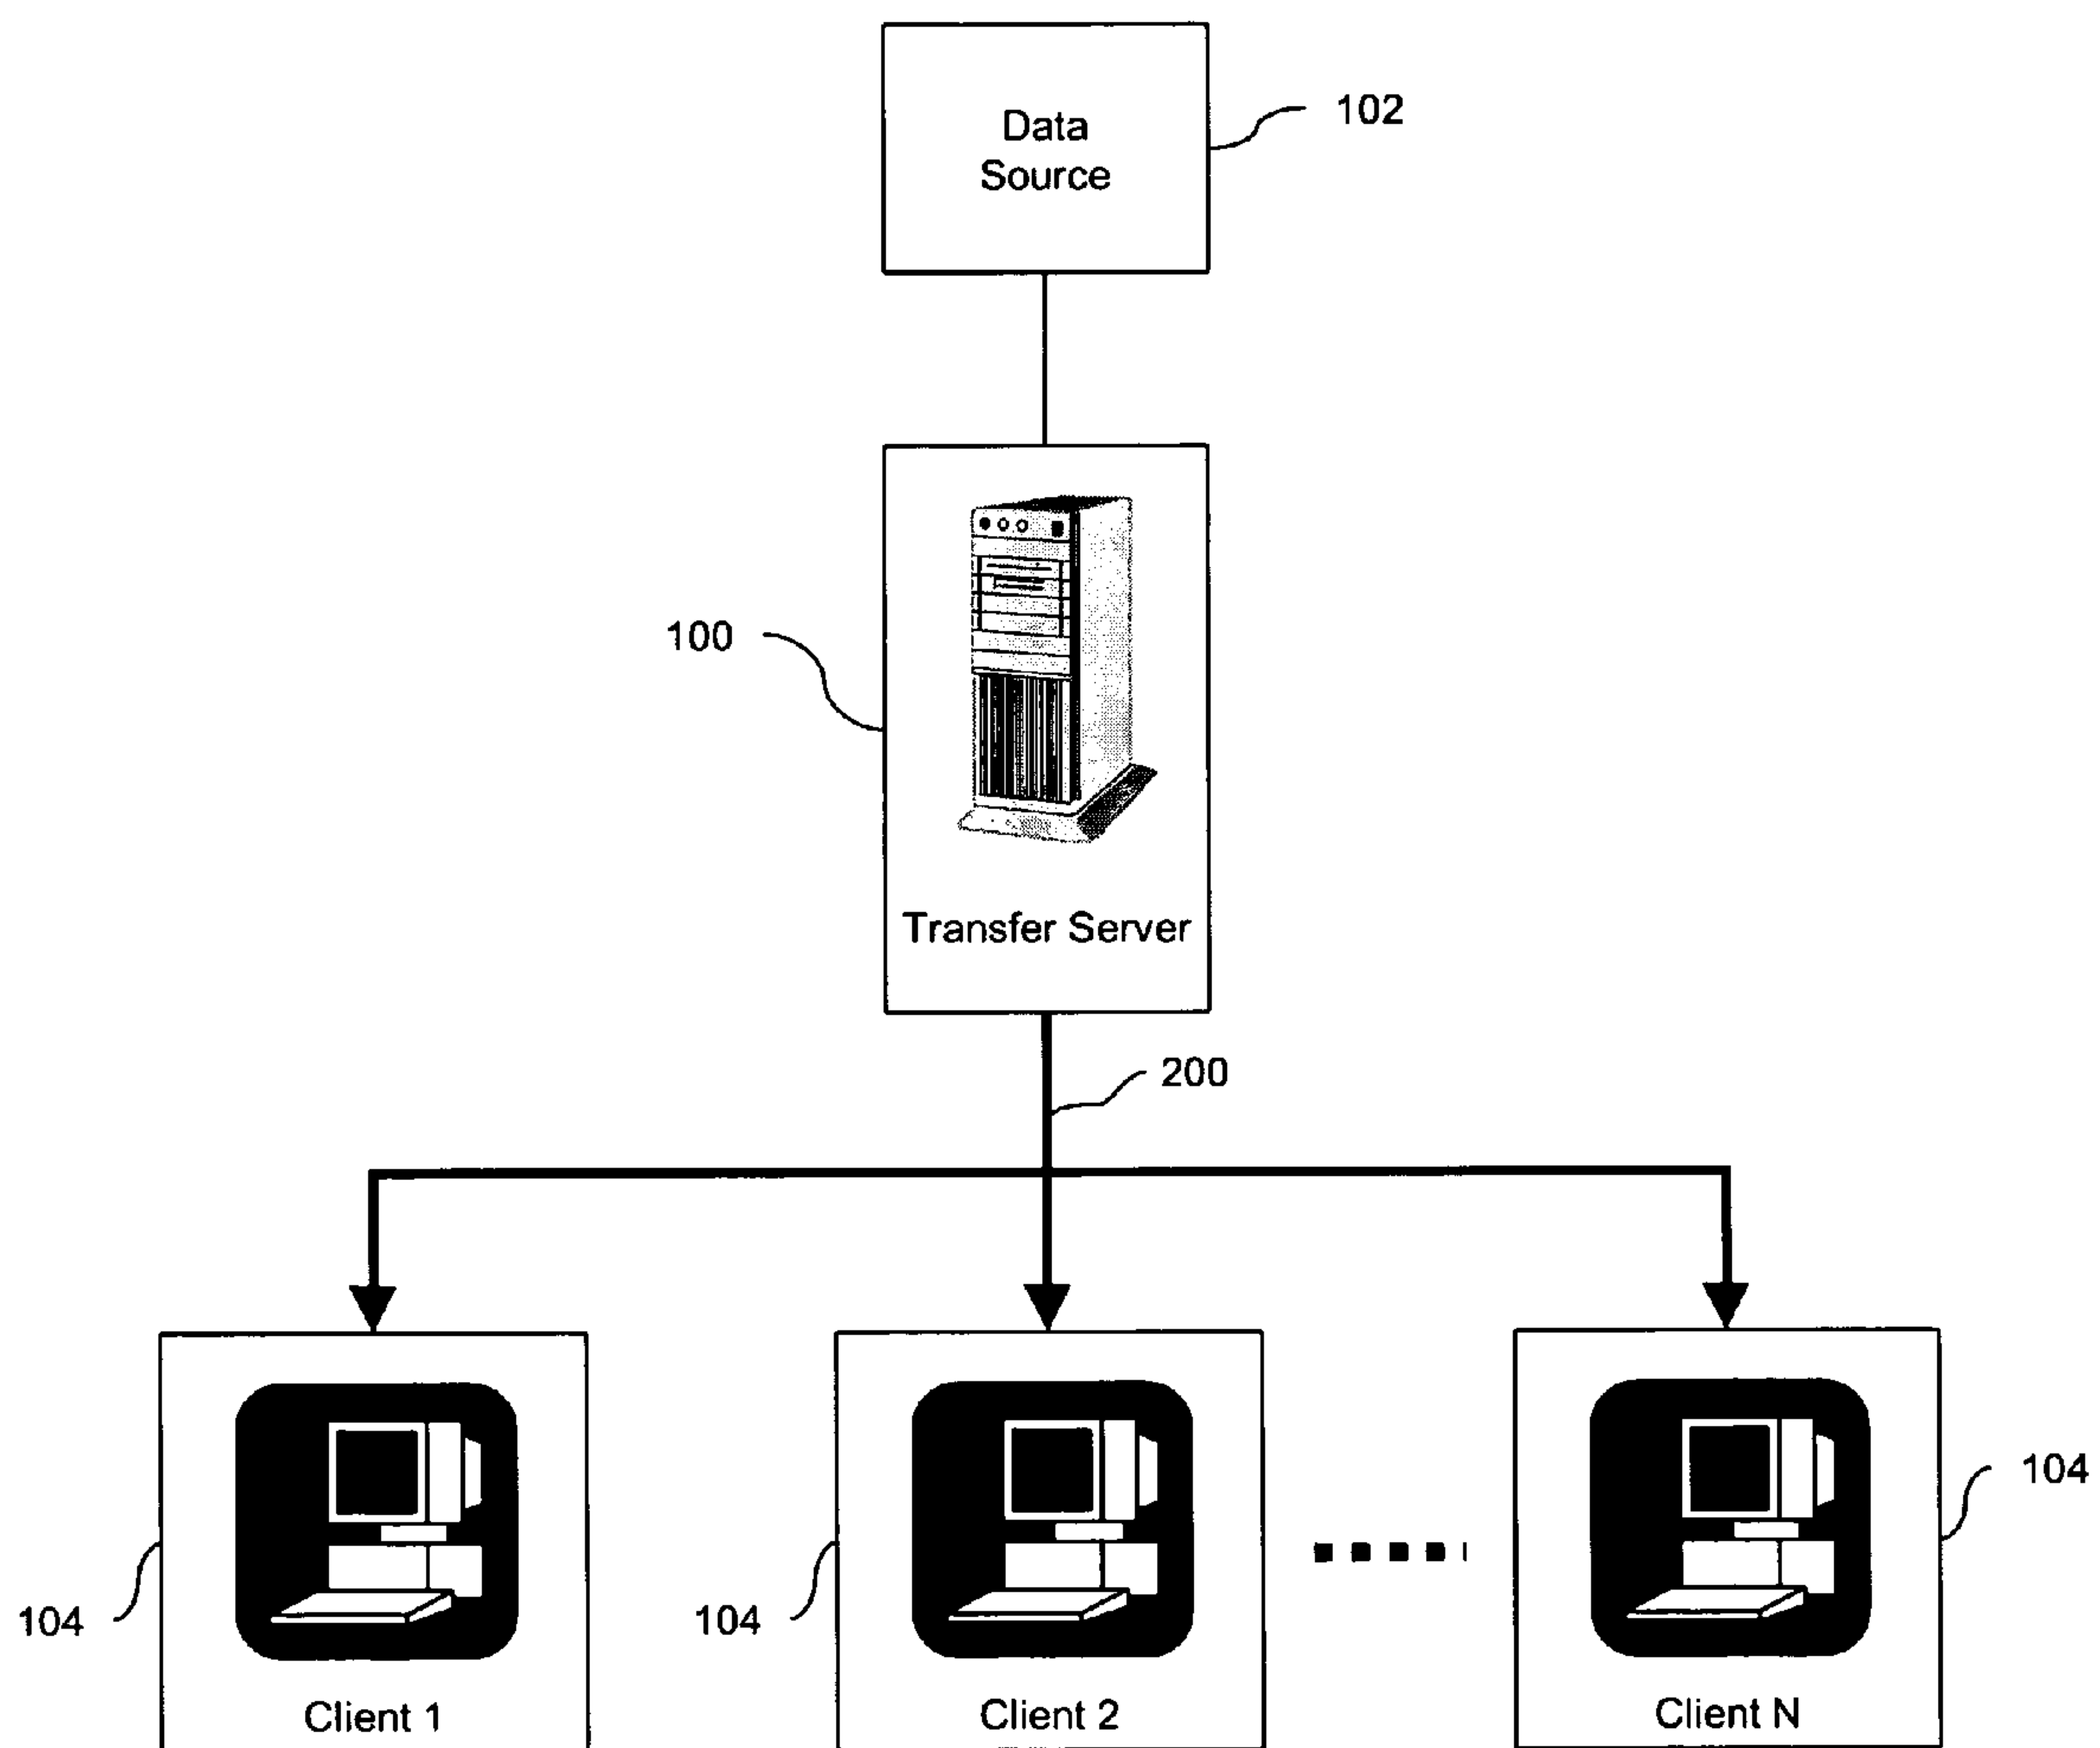 Data
Source
102
100
Transfer Server
200
104
104
104
Client 1
Client 2
Client N